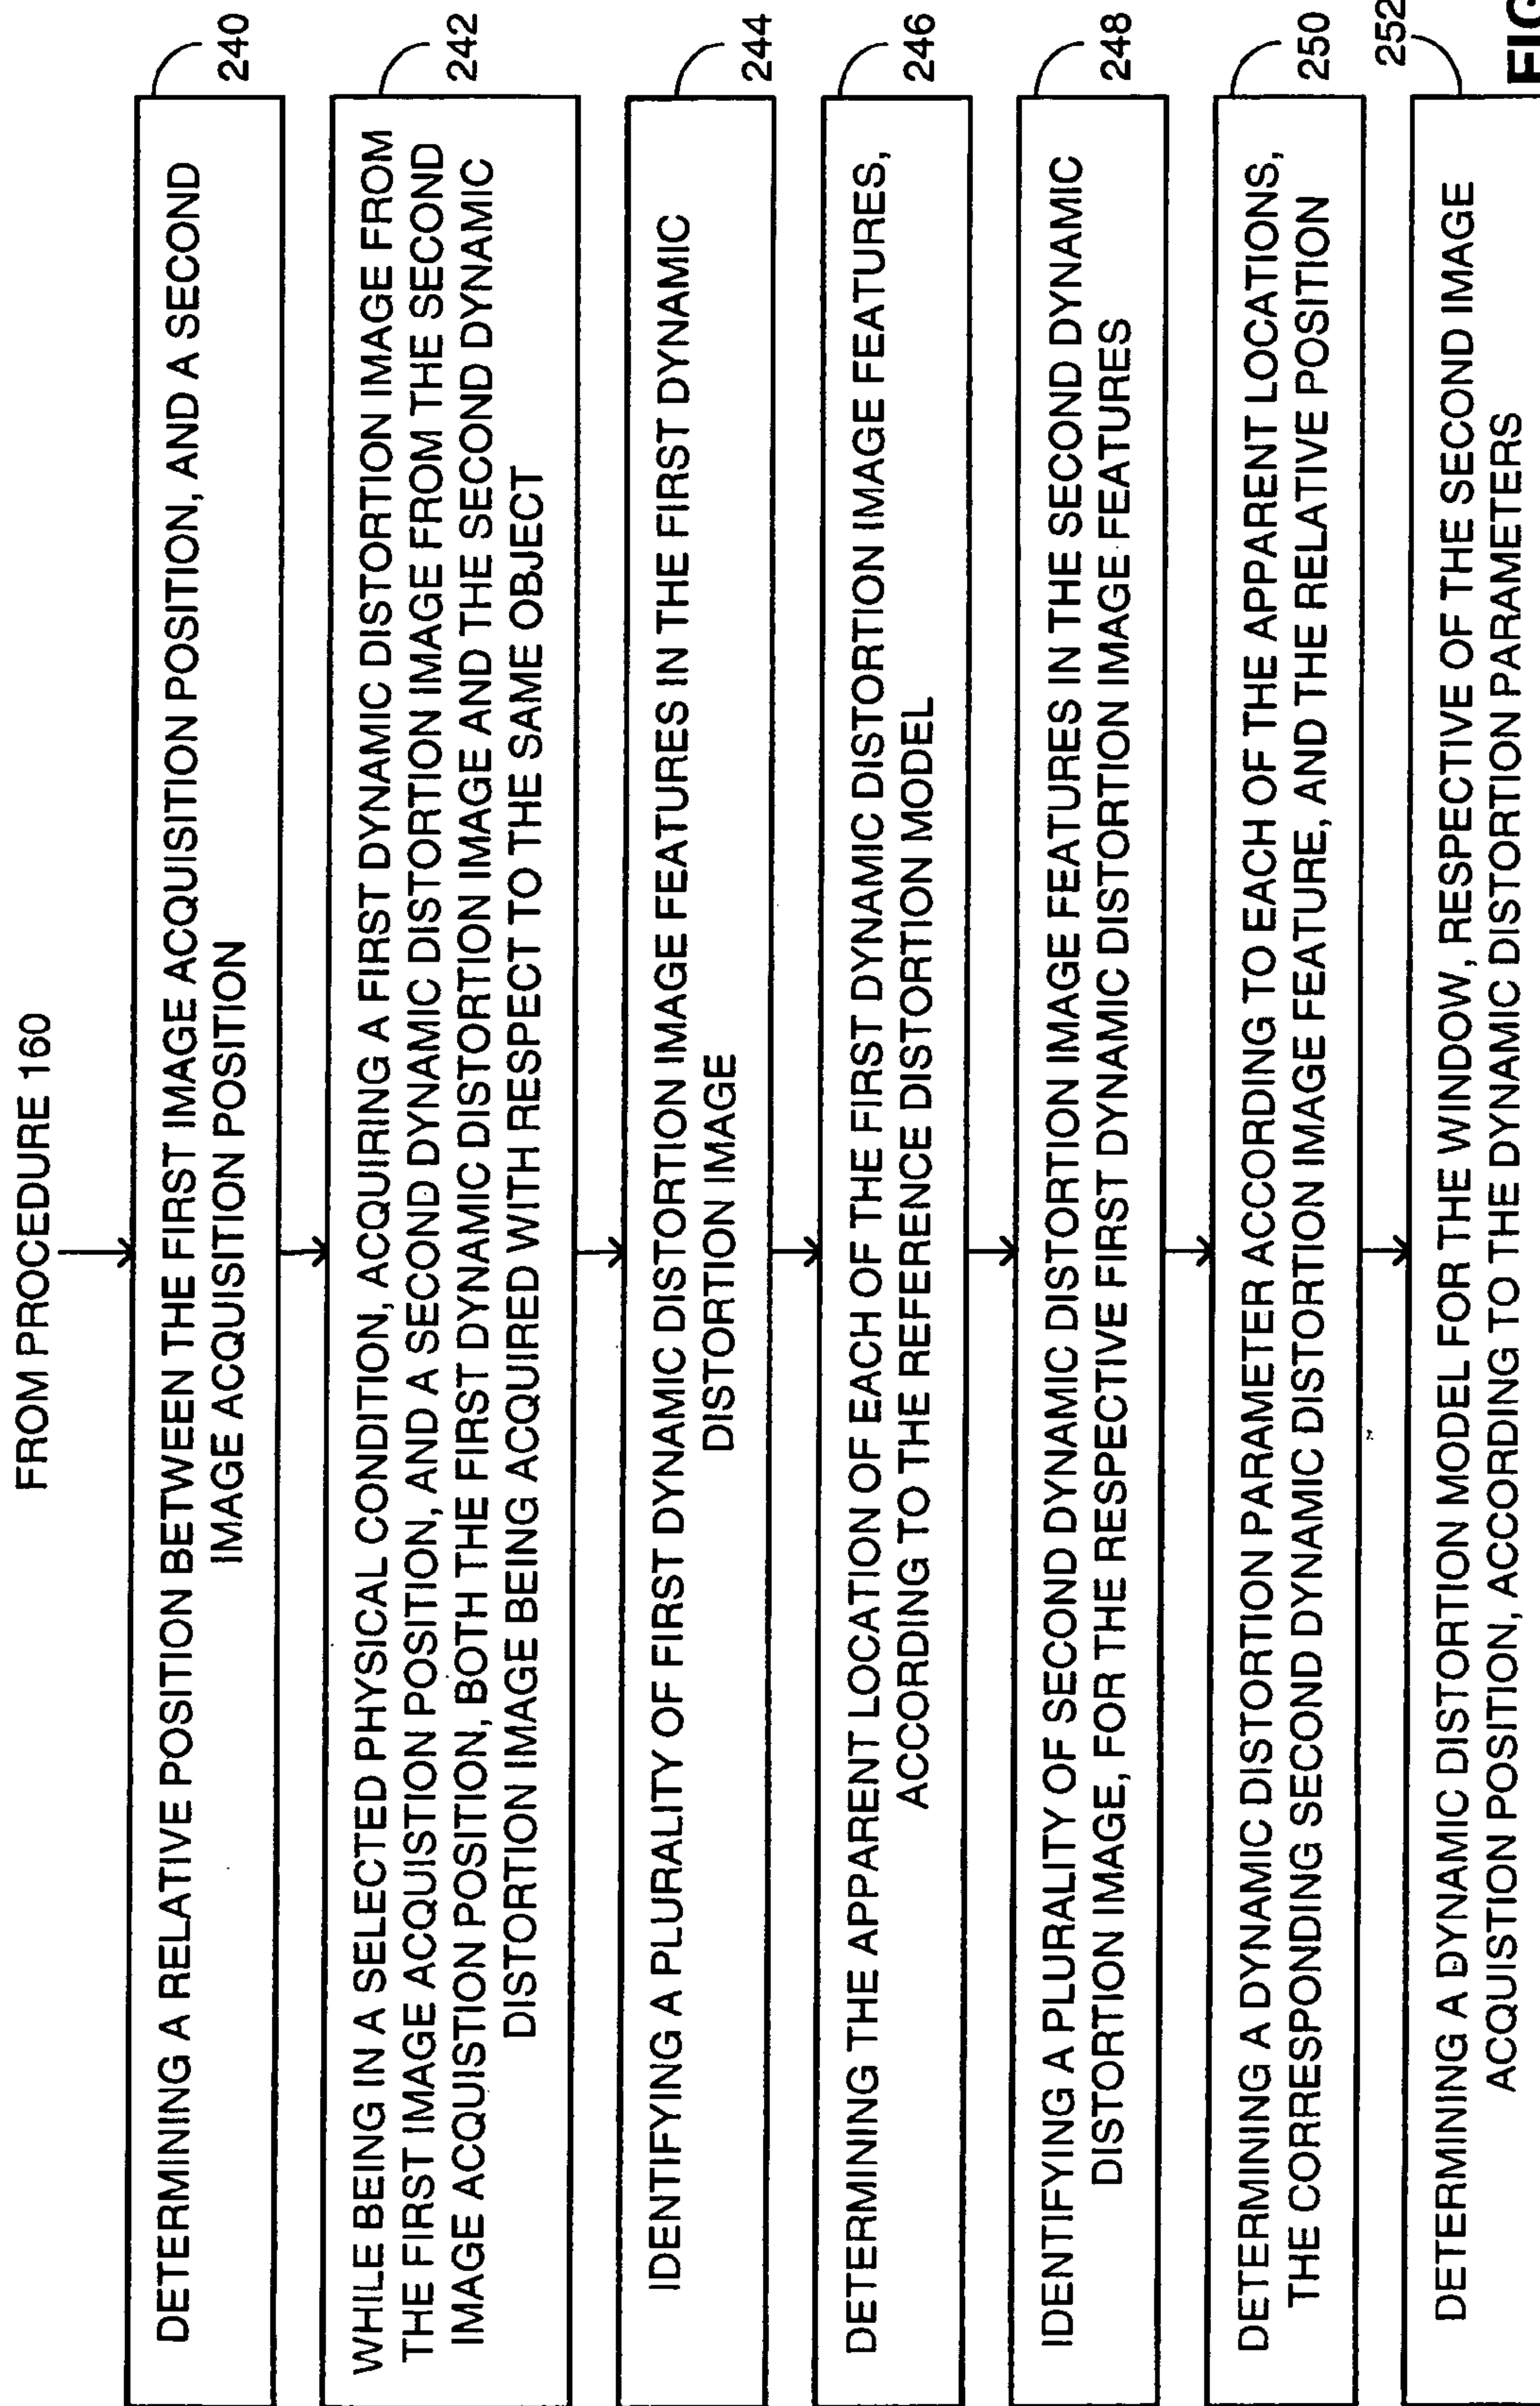 FROM PROCEDURE 160
DETERMINING A RELATIVE POSITION BETWEEN THE FIRST IMAGE ACQUISITION POSITION, AND A SECOND
IMAGE ACQUISITION POSITION
240
WHILE BEING IN A SELECTED PHYSICAL CONDITION, ACQUIRING A FIRST DYNAMIC DISTORTION IMAGE FROM
THE FIRST IMAGE ACQUISTION POSITION, AND A SECOND DYNAMIC DISTORTION IMAGE FROM THE SECOND
IMAGE ACQUISTION POSITION, BOTH THE FIRST DYNAMIC DISTORTION IMAGE AND THE SECOND DYNAMIC
DISTORTION IMAGE BEING ACQUIRED WITH RESPECT TO THE SAME OBJECT
242
IDENTIFYING A PLURALITY OF FIRST DYNAMIC DISTORTION IMAGE FEATURES IN THE FIRST DYNAMIC
DISTORTION IMAGE
244
DETERMINING THE APPARENT LOCATION OF EACH OF THE FIRST DYNAMIC DISTORTION IMAGE FEATURES,
ACCORDING TO THE REFERENCE DISTORTION MODEL
246
IDENTIFYING A PLURALITY OF SECOND DYNAMIC DISTORTION IMAGE FEATURES IN THE SECOND DYNAMIC
DISTORTION IMAGE, FOR THE RESPECTIVE FIRST DYNAMIC DISTORTION IMAGE FEATURES
248
DETERMINING A DYNAMIC DISTORTION PARAMETER ACCORDING TO EACH OF THE APPARENT LOCATIONS,
THE CORRESPONDING SECOND DYNAMIC DISTORTION IMAGE FEATURE, AND THE RELATIVE POSITION
250
DETERMINING A DYNAMIC DISTORTION MODEL FOR THE WINDOW, RESPECTIVE OF THE SECOND IMAGE
ACQUISTION POSITION, ACCORDING TO THE DYNAMIC DISTORTION PARAMETERS
252